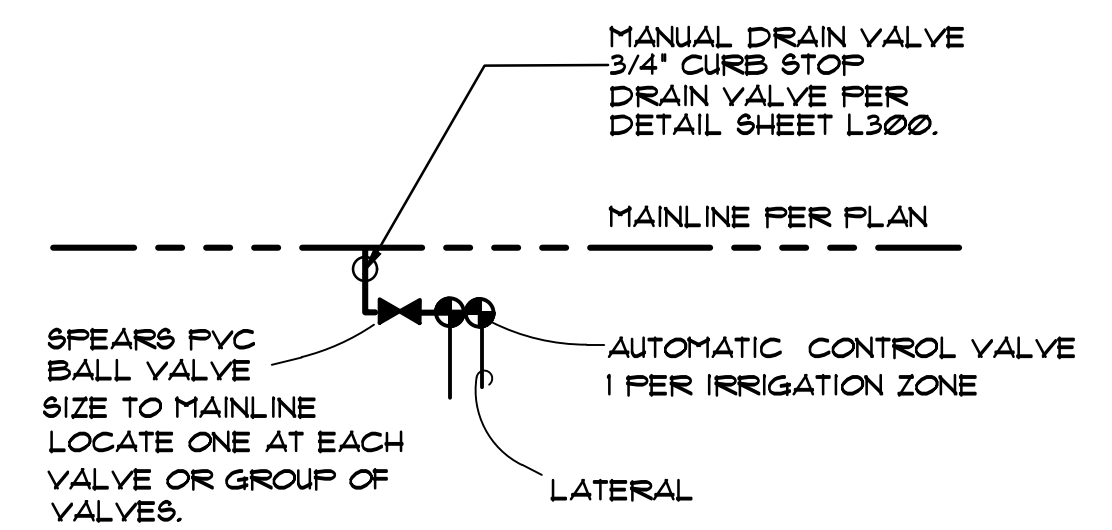 MANUAL DRAIN VALVE
3/4" CURB STOP
DRAIN VALVE PER
DETAIL SHEET L300.
MAINLINE PER PLAN
SPEARS PVC
BALL VALVE
SIZE TO MAINLINE
LOCATE ONE AT EACH
VALVE OR GROUP OF
VALVES.
AUTOMATIC CONTROL VALVE
1 PER IRRIGATION ZONE
LATERAL